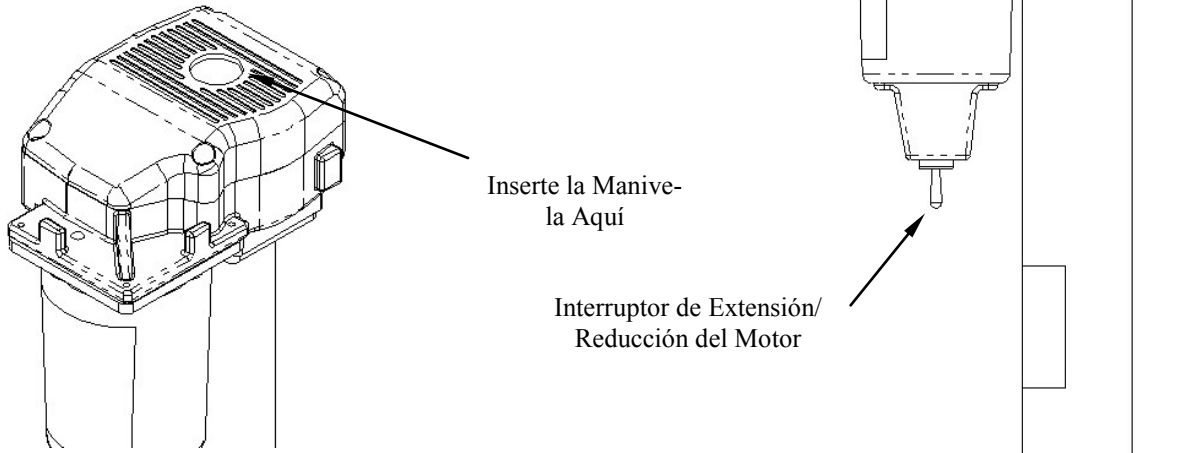 Inserte la Manive-
la Aquí
Interruptor de Extensión/
Reducción del Motor